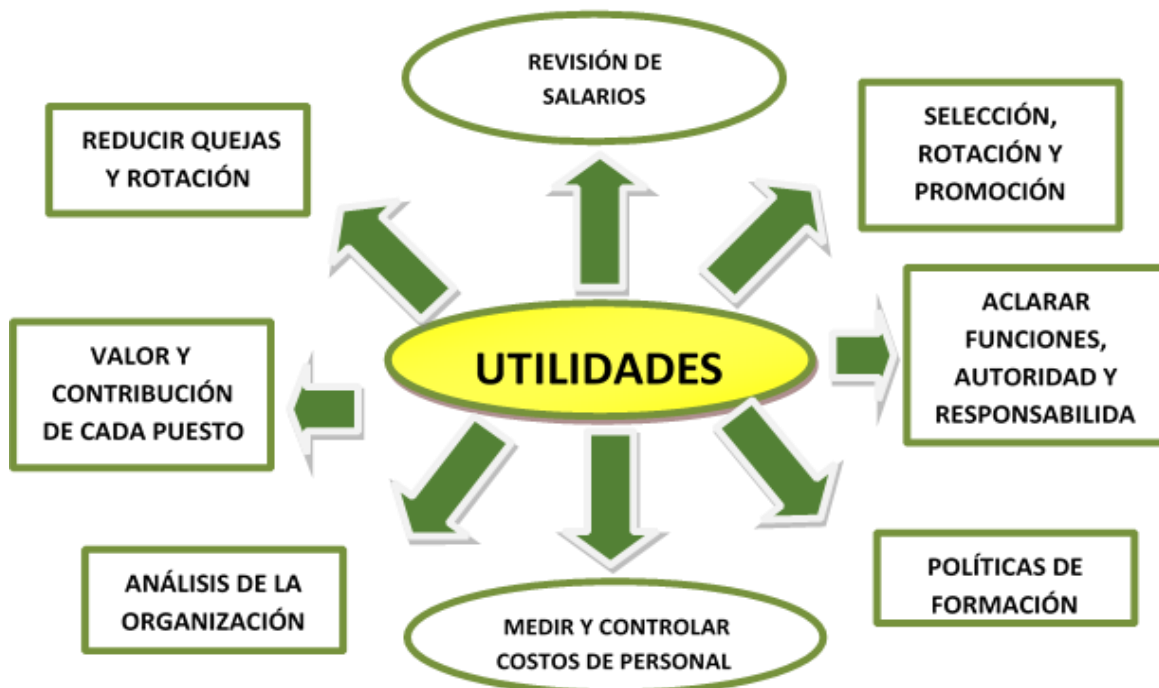 REVISIÓN DE
SALARIOS
REDUCIR QUEJAS
Y ROTACIÓN
SELECCIÓN,
ROTACIÓN Y
PROMOCIÓN
UTILIDADES
VALOR Y
CONTRIBUCIÓN
DE CADA PUESTO
ACLARAR
FUNCIONES,
AUTORIDAD Y
RESPONSABILIDA
ANÁLISIS DE LA
ORGANIZACIÓN
MEDIR Y CONTROLAR
COSTOS DE PERSONAL
POLÍTICAS DE
FORMACIÓN